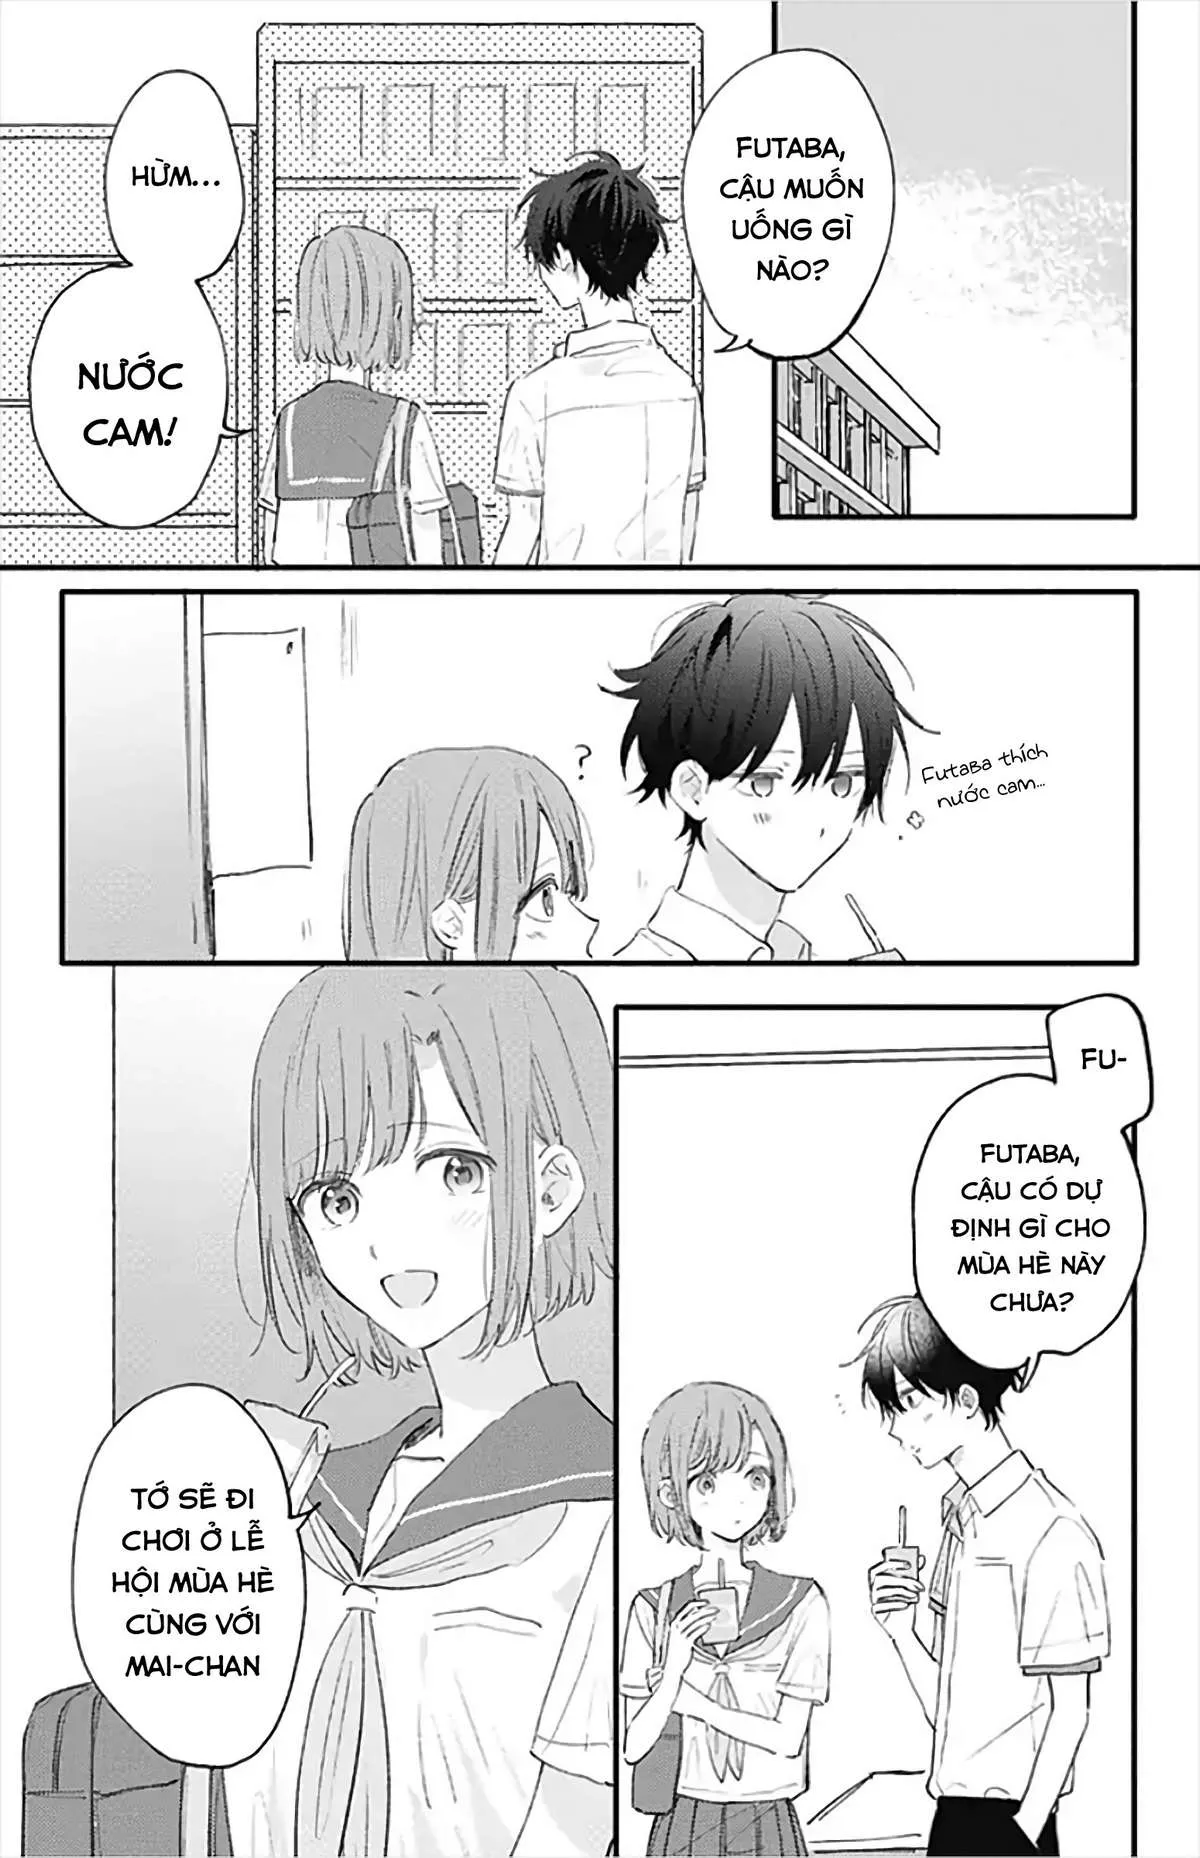 FUTABA,
CẬU MUỐN
UỐNG GÌ
NÀO?
HỪM...
NƯỚC
CAM!
?
Futaba thích
nước cam...
FU-
FUTABA,
CẬU CÓ DỰ
ĐỊNH GÌ CHO
MÙA HÈ NÀY
CHƯA?
TỚ SẼ ĐI
CHƠI Ở LỄ
HỘI MÙA HÈ
CÙNG VỚI
MAI-CHAN